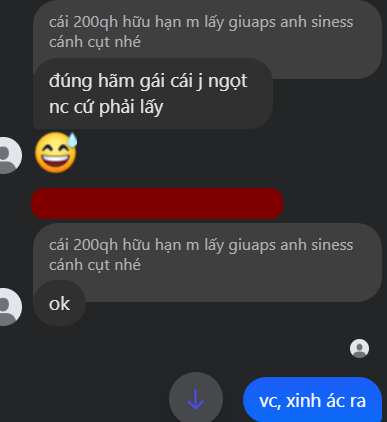 cái 200qh hữu hạn m lấy giuaps anh siness
cánh cụt nhé
đúng hãm gái cái j ngọt
nc cứ phải lấy
cái 200qh hữu hạn m lấy giuaps anh siness
cánh cụt nhé
ok
vc, xinh ác ra